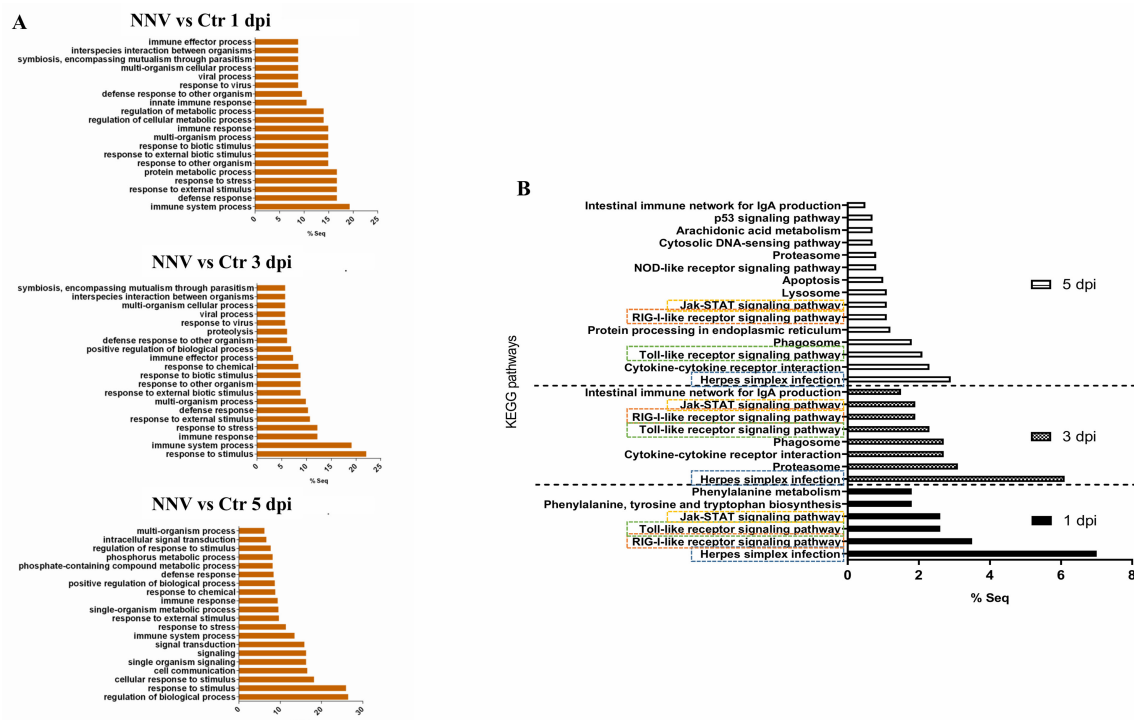 A
NNV vs Ctr 1 dpi
immune effector process
interspecies interaction between organisms
symbiosis, encompassing mutualism through parasitism
multi-organism cellular process
viral process
response to virus
defense response to other organism
innate immune response
regulation of metabolic process
regulation of cellular metabolic process
immune response
multi-organism process
response to biotic stimulus
response to external biotic stimulus
response to other organism
protein metabolic process
response to stress
response to external stimulus
defense response
immune system process
0 5 10 15 20 25
% Seq
NNV vs Ctr 3 dpi
symbiosis, encompassing mutualism through parasitism
interspecies interaction between organisms
multi-organism cellular process
viral process
response to virus
proteolysis
defense response to other organism
positive regulation of biological process
immune effector process
response to chemical
response to biotic stimulus
response to other organism
response to external biotic stimulus
multi-organism process
defense response
response to external stimulus
response to stress
immune response
immune system process
response to stimulus
0 5 10 15 20 25
% Seq
NNV vs Ctr 5 dpi
multi-organism process
intracellular signal transduction
regulation of response to stimulus
phosphorus metabolic process
phosphate-containing compound metabolic process
defense response
positive regulation of biological process
response to chemical
immune response
single-organism metabolic process
response to external stimulus
response to stress
immune system process
signal transduction
signaling
single organism signaling
cell communication
cellular response to stimulus
response to stimulus
regulation of biological process
0 10 20 30
% Seq
B
KEGG pathways
Intestinal immune network for IgA production
p53 signaling pathway
Arachidonic acid metabolism
Cytosolic DNA-sensing pathway
Proteasome
NOD-like receptor signaling pathway
Apoptosis
Lysosome
Jak-STAT signaling pathway
RIG-I-like receptor signaling pathway
Protein processing in endoplasmic reticulum
Phagosome
Toll-like receptor signaling pathway
Cytokine-cytokine receptor interaction
Herpes simplex infection
5 dpi
Intestinal immune network for IgA production
Jak-STAT signaling pathway
RIG-I-like receptor signaling pathway
Toll-like receptor signaling pathway
Phagosome
Cytokine-cytokine receptor interaction
Proteasome
Herpes simplex infection
3 dpi
Phenylalanine metabolism
Phenylalanine, tyrosine and tryptophan biosynthesis
Jak-STAT signaling pathway
Toll-like receptor signaling pathway
RIG-I-like receptor signaling pathway
Herpes simplex infection
1 dpi
0 2 4 6 8
% Seq